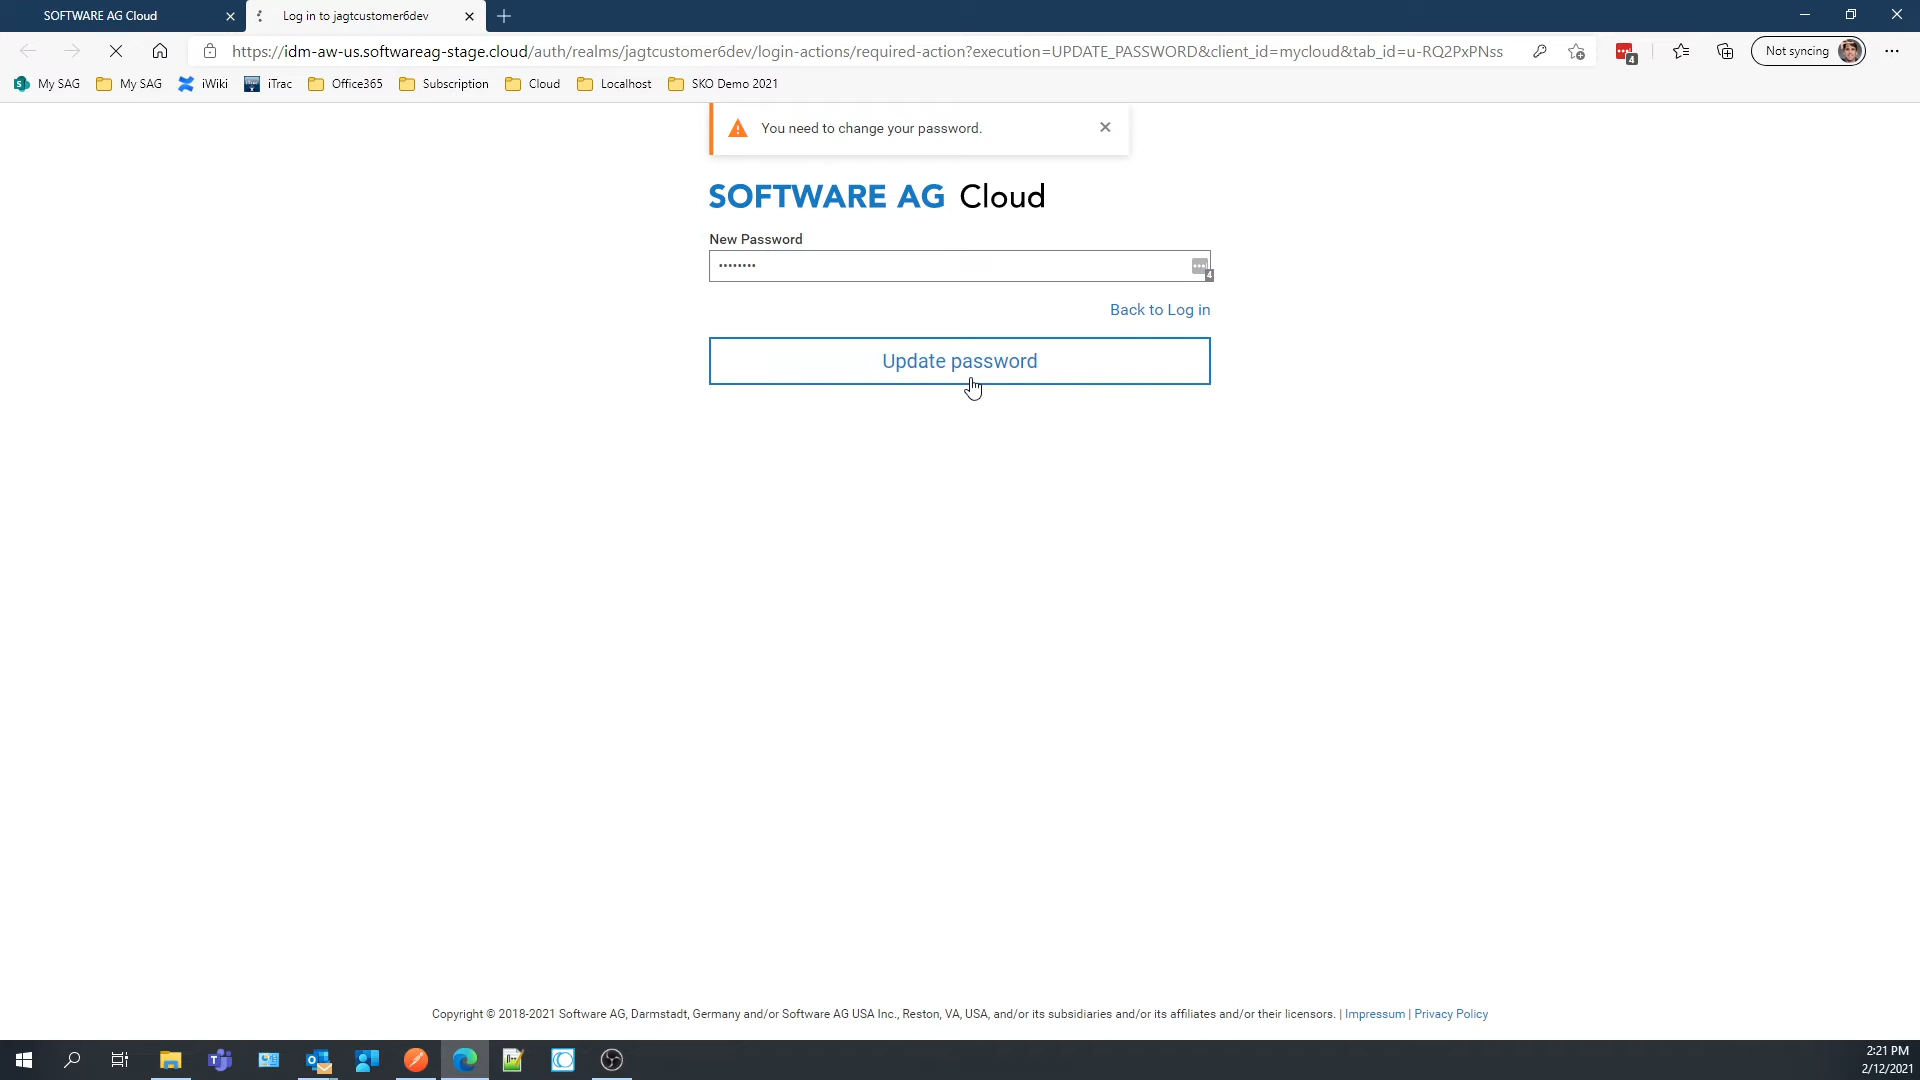 SOFTWARE AG Cloud
Log in to jagtcustomer6dev
https://idm-aw-us.softwareag-stage.cloud/auth/realms/jagtcustomer6dev/login-actions/required-action?execution=UPDATE_PASSWORD&client_id=mycloud&tab_id=u-RQ2PxPNss
4
Not syncing
My SAG
My SAG
iWiki
iTrac
Office365
Subscription
Cloud
Localhost
SKO Demo 2021
You need to change your password.
SOFTWARE AG Cloud
New Password
••••••••
4
Back to Log in
Update password
Copyright © 2018-2021 Software AG, Darmstadt, Germany and/or Software AG USA Inc., Reston, VA, USA, and/or its subsidiaries and/or its affiliates and/or their licensors. | Impressum | Privacy Policy
2:21 PM
2/12/2021